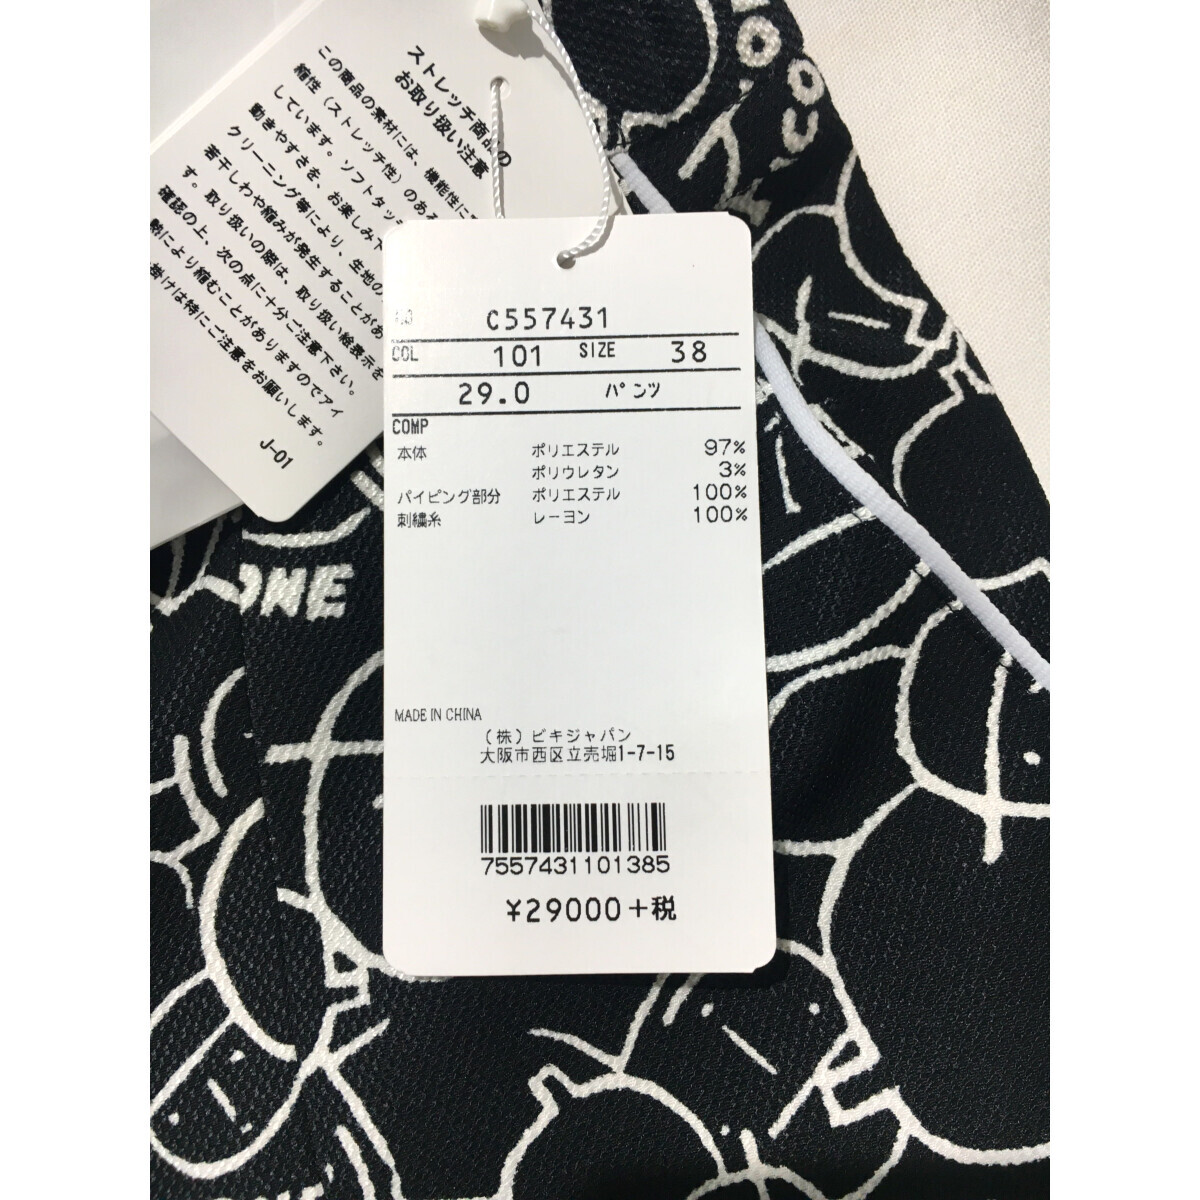 ストレッチ商品の
お取り扱い注意
この商品の素材には、機能性に
縮性（ストレッチ性）のある
しています。ソフトタッ
動きやすさを、お楽しみ下
クリーニング等により、生地の
若干しわや縮みが発生することがあ
す。取り扱いの際は、取り扱い絵表示を
確認の上、次の点に十分ご注意下さい。
熱により縮むことがありますのでアイ
掛けは特にご注意をお願いします。
J-01
C557431
COL 101 SIZE 38
29.0 パンツ
COMP
本体 ポリエステル 97%
ポリウレタン 3%
パイピング部分 ポリエステル 100%
刺繍糸 レーヨン 100%
MADE IN CHINA
(株)ビキジャパン
大阪市西区立売堀1-7-15
7557431101385
¥29000+税
ONE